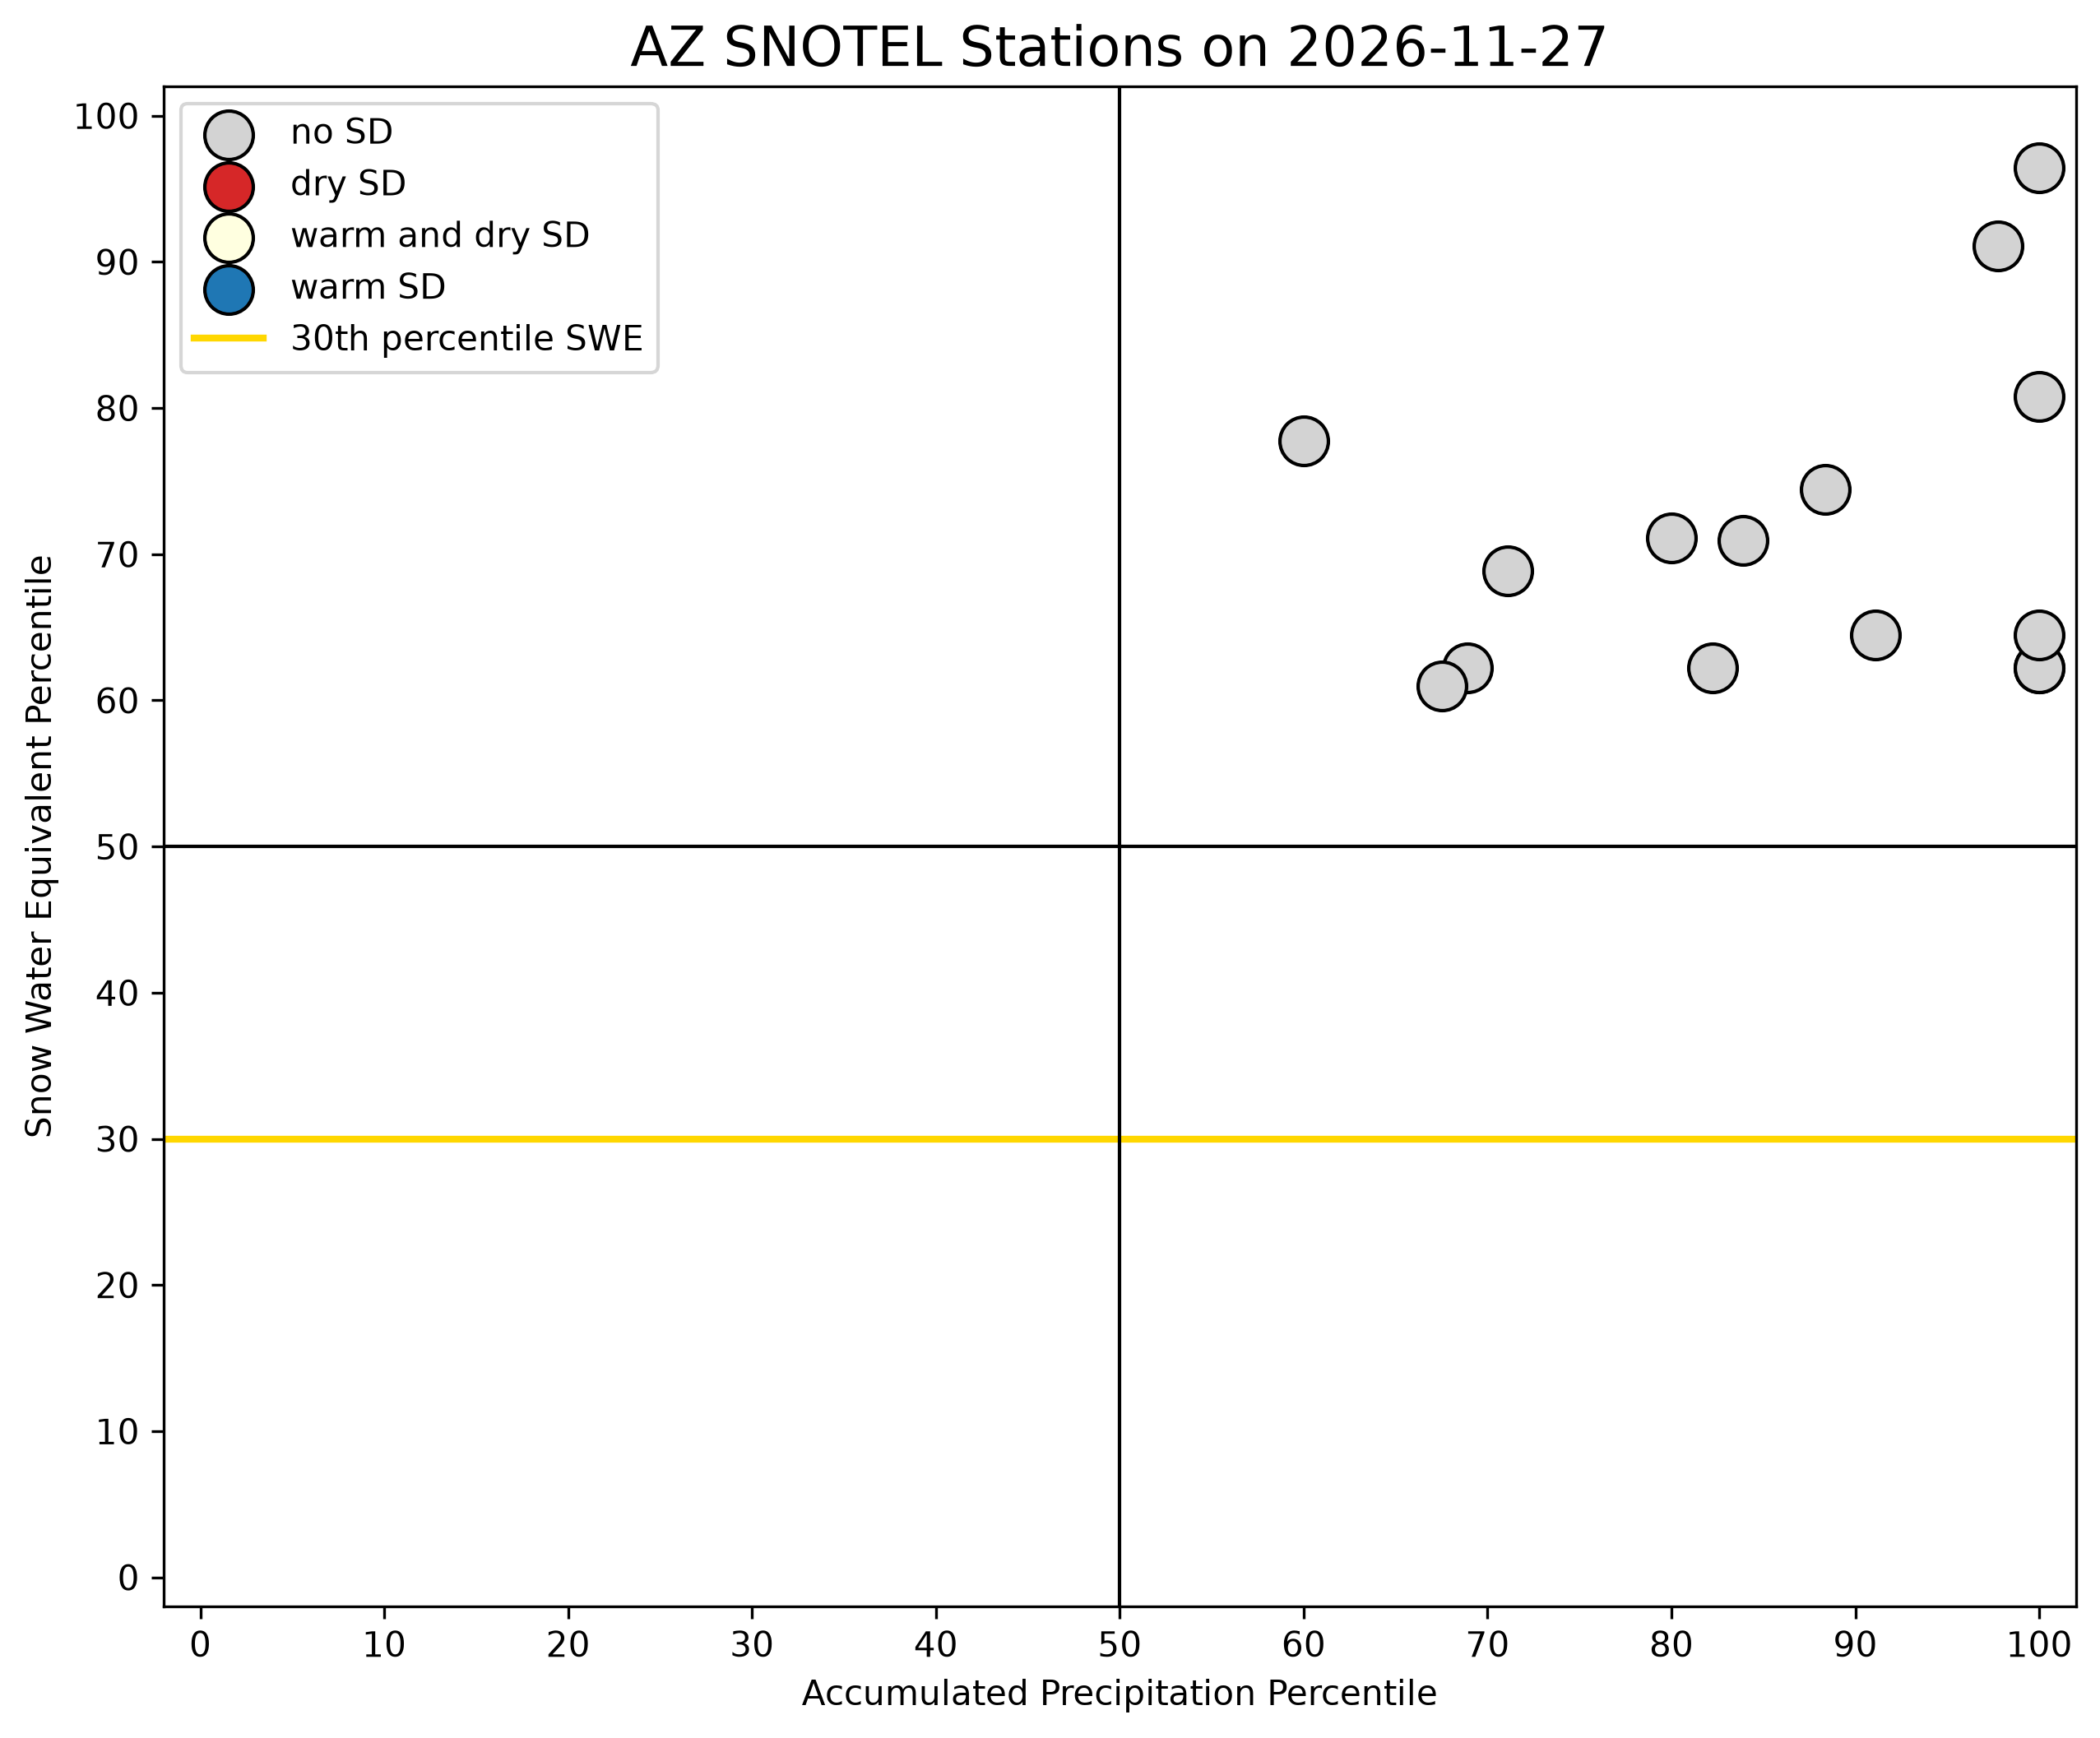 AZ SNOTEL Stations on 2026-11-27
no SD
dry SD
warm and dry SD
warm SD
30th percentile SWE
Snow Water Equivalent Percentile
100
90
80
70
60
50
40
30
20
10
0
0 10 20 30 40 50 60 70 80 90 100
Accumulated Precipitation Percentile